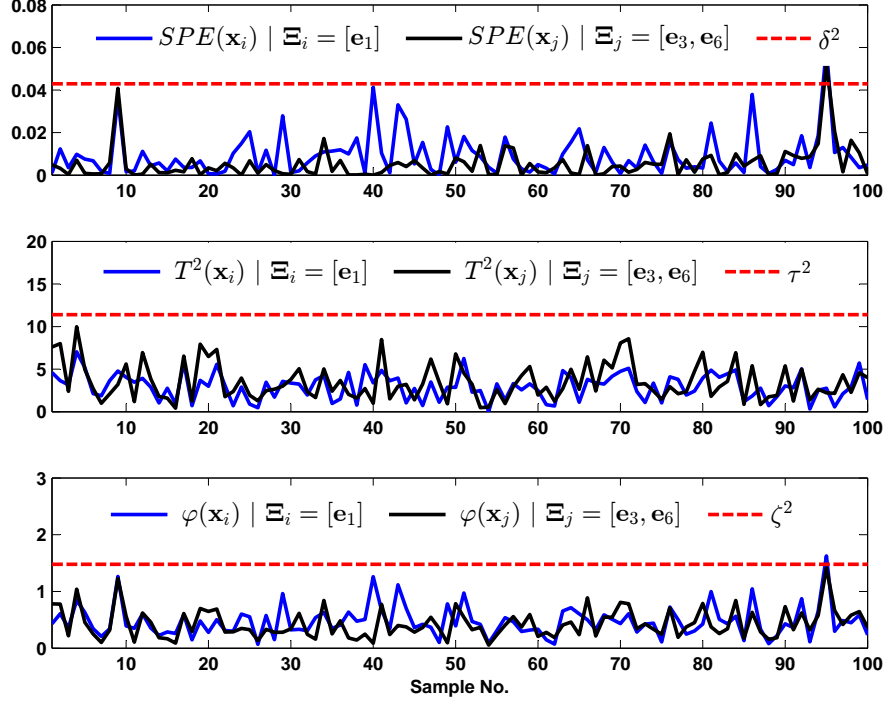 0.08
SPE(x_i) | Ξ_i = [e_1] SPE(x_j) | Ξ_j = [e_3, e_6] δ^2
0.06
0.04
0.02
0
10 20 30 40 50 60 70 80 90 100
20
T^2(x_i) | Ξ_i = [e_1] T^2(x_j) | Ξ_j = [e_3, e_6] τ^2
15
10
5
0
10 20 30 40 50 60 70 80 90 100
3
φ(x_i) | Ξ_i = [e_1] φ(x_j) | Ξ_j = [e_3, e_6] ζ^2
2
1
0
10 20 30 40 50 60 70 80 90 100
Sample No.